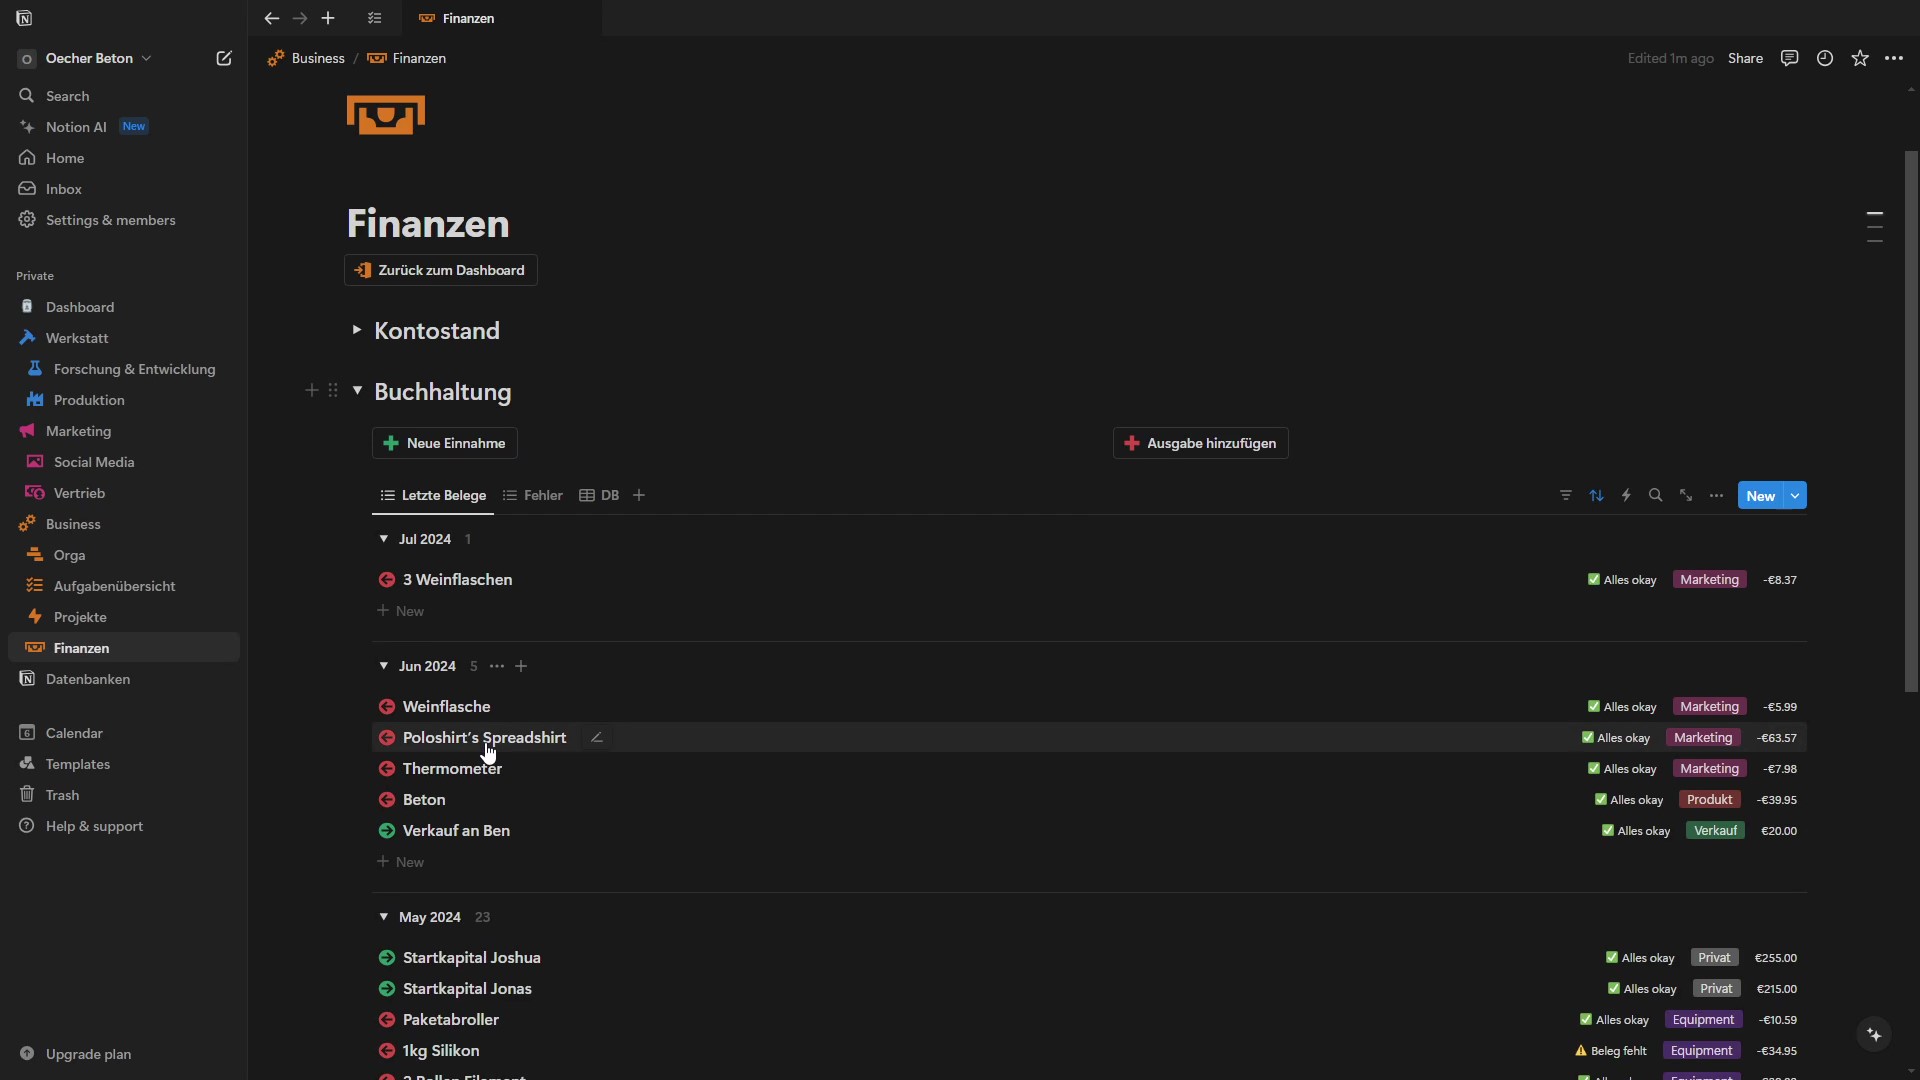 Finanzen
Oecher Beton
Business / Finanzen
Edited 1m ago Share
Search
Notion AI New
Home
Inbox
Settings & members
Private
Dashboard
Werkstatt
Forschung & Entwicklung
Produktion
Marketing
Social Media
Vertrieb
Business
Orga
Aufgabenübersicht
Projekte
Finanzen
Datenbanken
Calendar
Templates
Trash
Help & support
Upgrade plan
Finanzen
Zurück zum Dashboard
Kontostand
Buchhaltung
Neue Einnahme
Ausgabe hinzufügen
Letzte Belege Fehler DB
New
Jul 2024 1
3 Weinflaschen Alles okay Marketing -€8.37
New
Jun 2024 5
Weinflasche Alles okay Marketing -€5.99
Poloshirt's Spreadshirt Alles okay Marketing -€63.57
Thermometer Alles okay Marketing -€7.98
Beton Alles okay Produkt -€39.95
Verkauf an Ben Alles okay Verkauf €20.00
New
May 2024 23
Startkapital Joshua Alles okay Privat €255.00
Startkapital Jonas Alles okay Privat €215.00
Paketabroller Alles okay Equipment -€10.59
1kg Silikon Beleg fehlt Equipment -€34.95